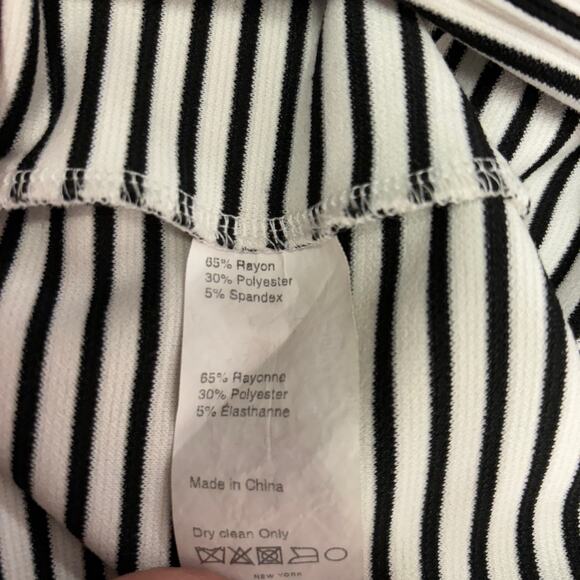 65% Rayon
30% Polyester
5% Spandex
65% Rayonne
30% Polyester
5% Élasthanne
Made in China
Dry clean Only
NEW YORK